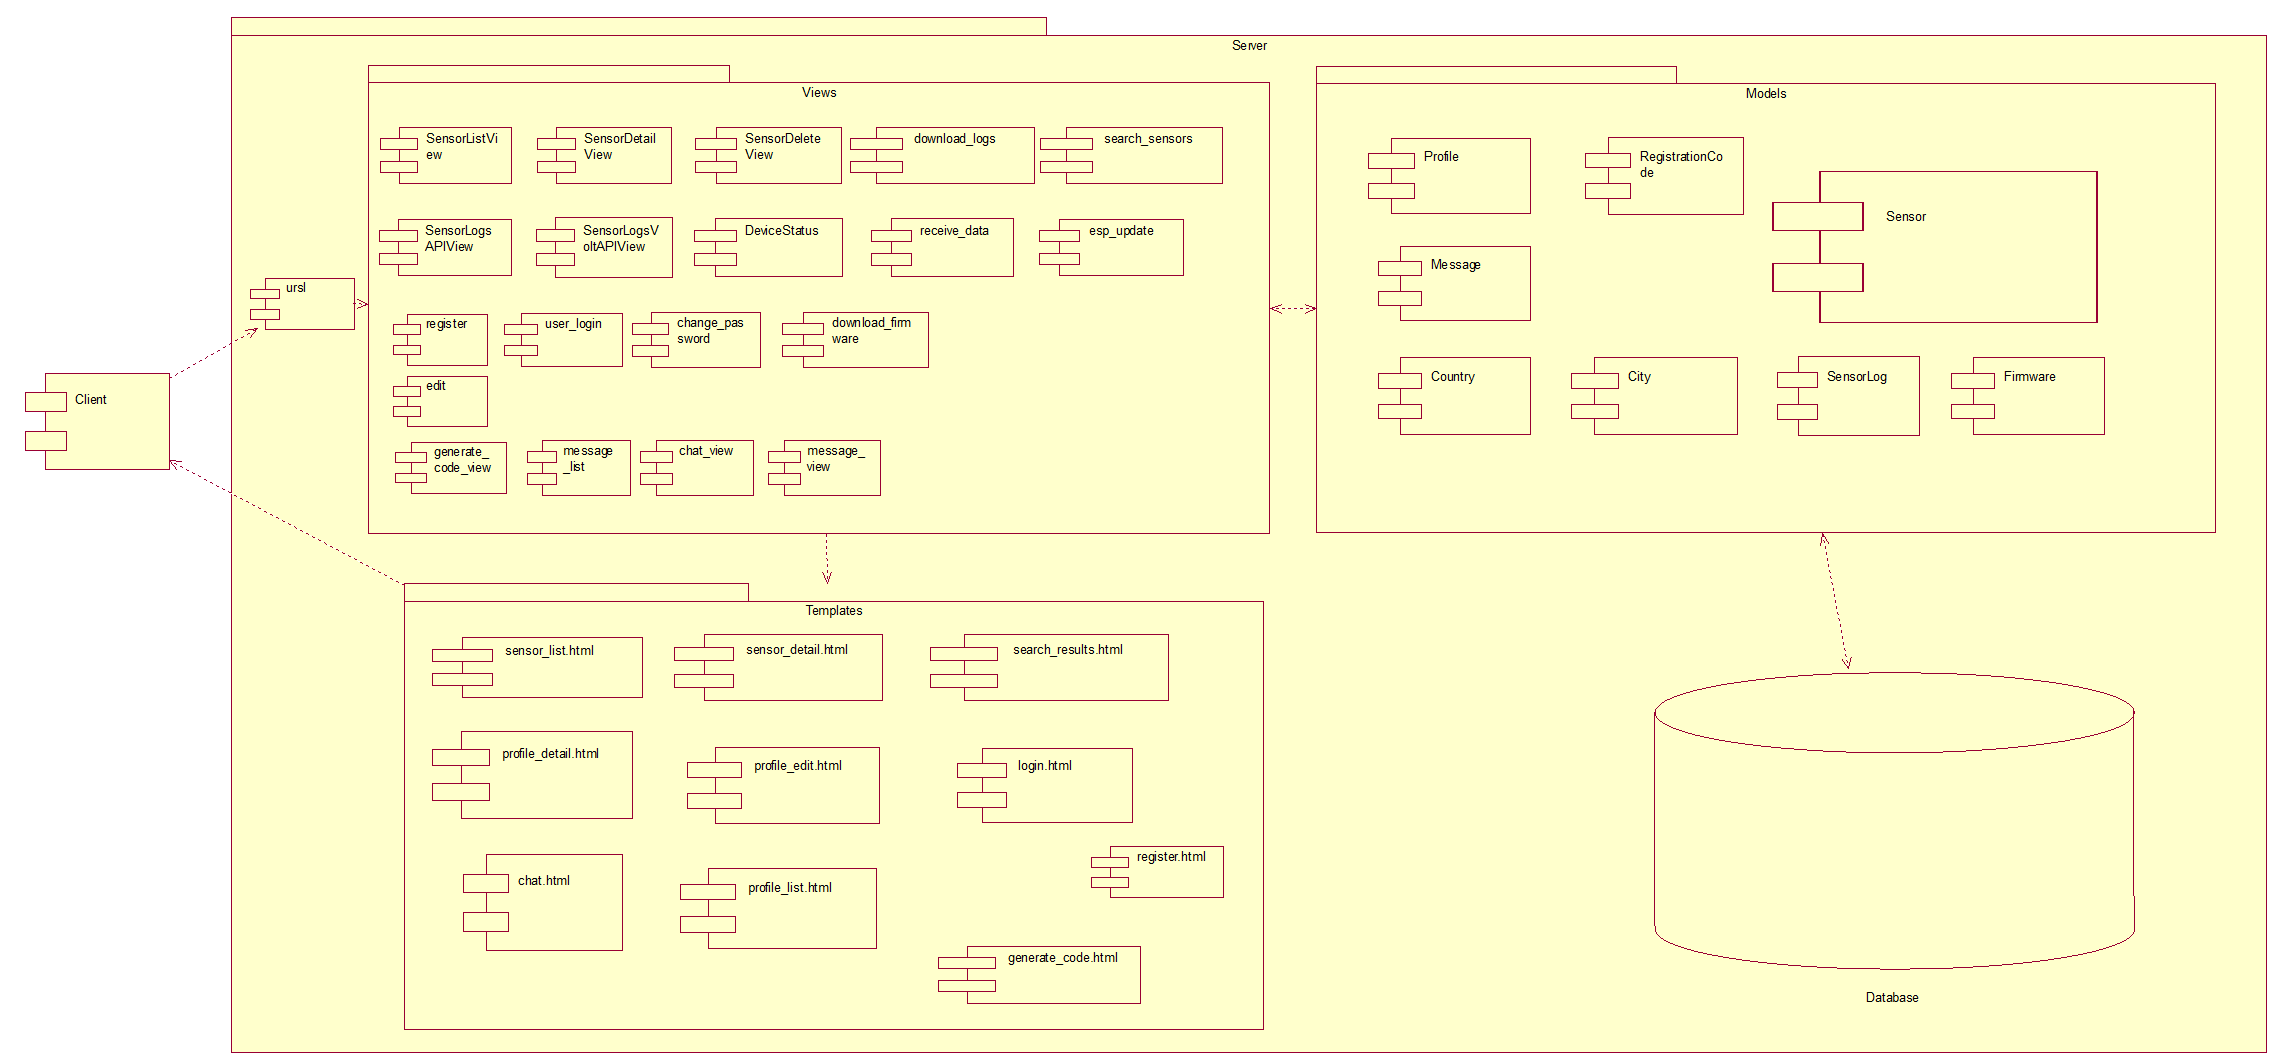 Server
Views
SensorListVi
ew
SensorDetail
View
SensorDelete
View
download_logs
search_sensors
SensorLogs
APIView
SensorLogsV
oltAPIView
DeviceStatus
receive_data
esp_update
ursl
register
user_login
change_pas
sword
download_firm
ware
edit
generate_
code_view
message
_list
chat_view
message_
view
Client
Models
Profile
RegistrationCo
de
Sensor
Message
Country
City
SensorLog
Firmware
Templates
sensor_list.html
sensor_detail.html
search_results.html
profile_detail.html
profile_edit.html
login.html
chat.html
profile_list.html
register.html
generate_code.html
Database